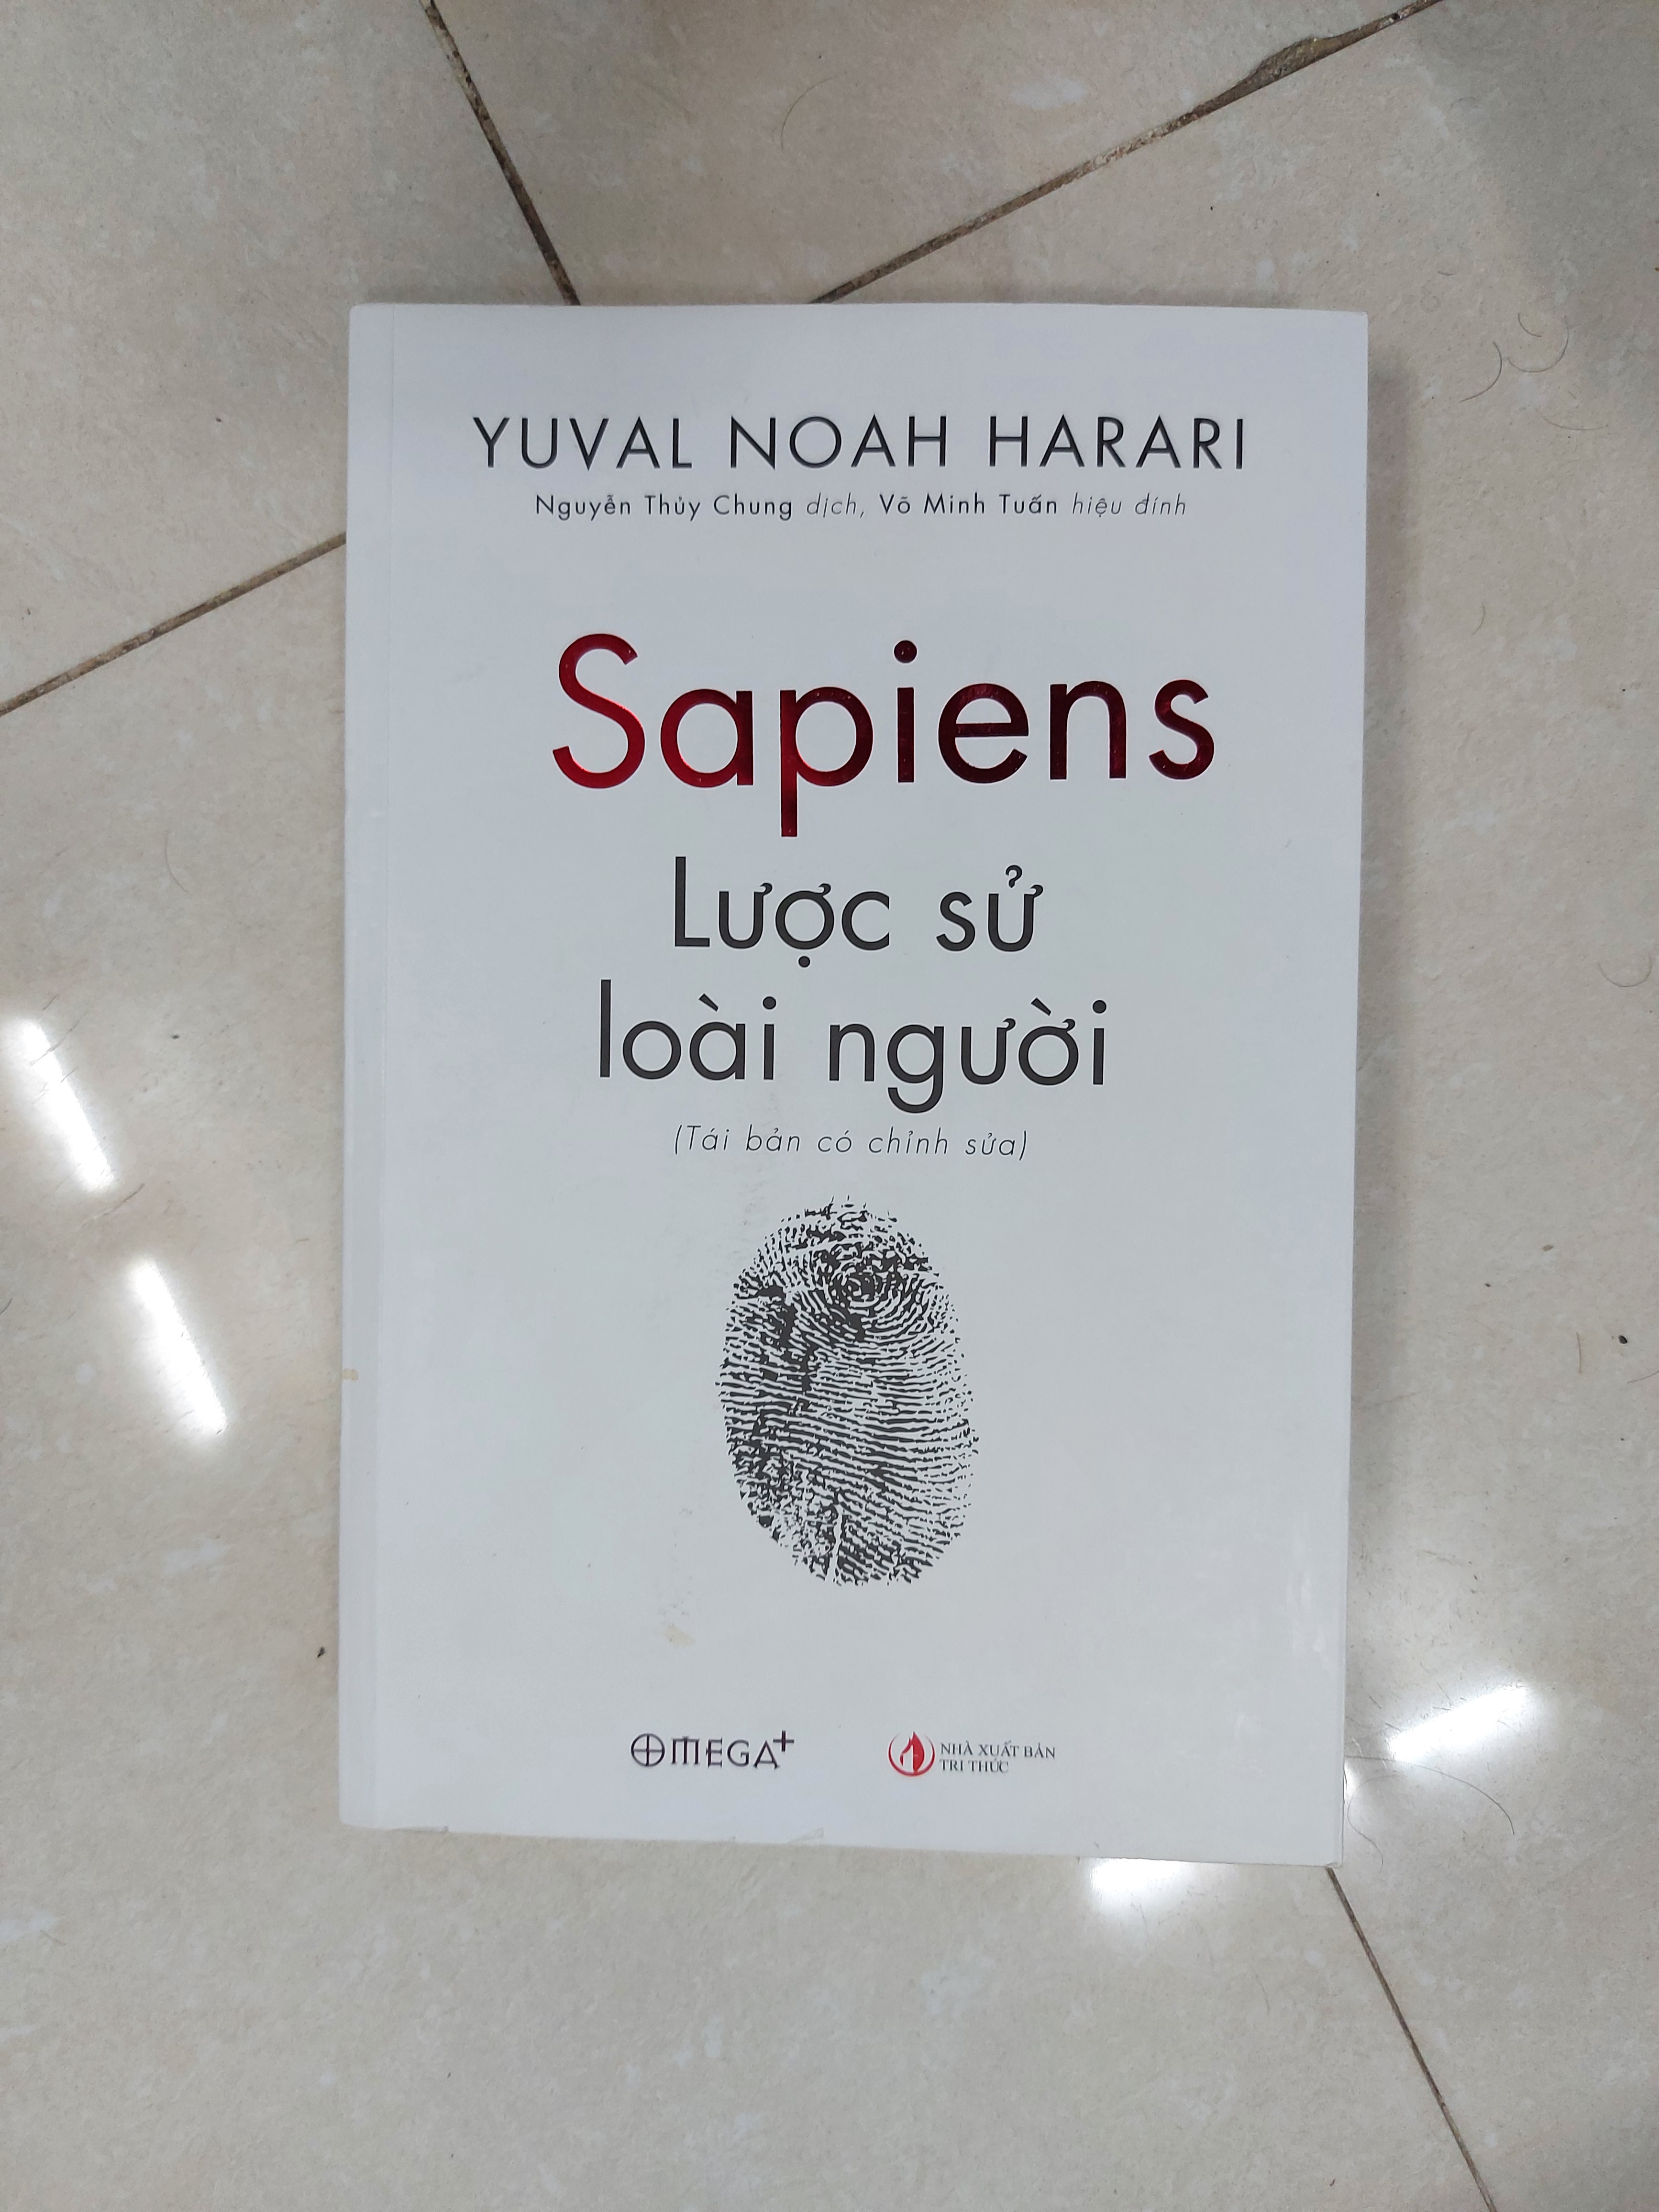 YUVAL NOAH HARARI
Nguyễn Thủy Chung dịch, Võ Minh Tuấn hiệu đính
Sapiens
Lược sử
loài người
(Tái bản có chỉnh sửa)
OMEGA+
NHÀ XUẤT BẢN
TRI THỨC